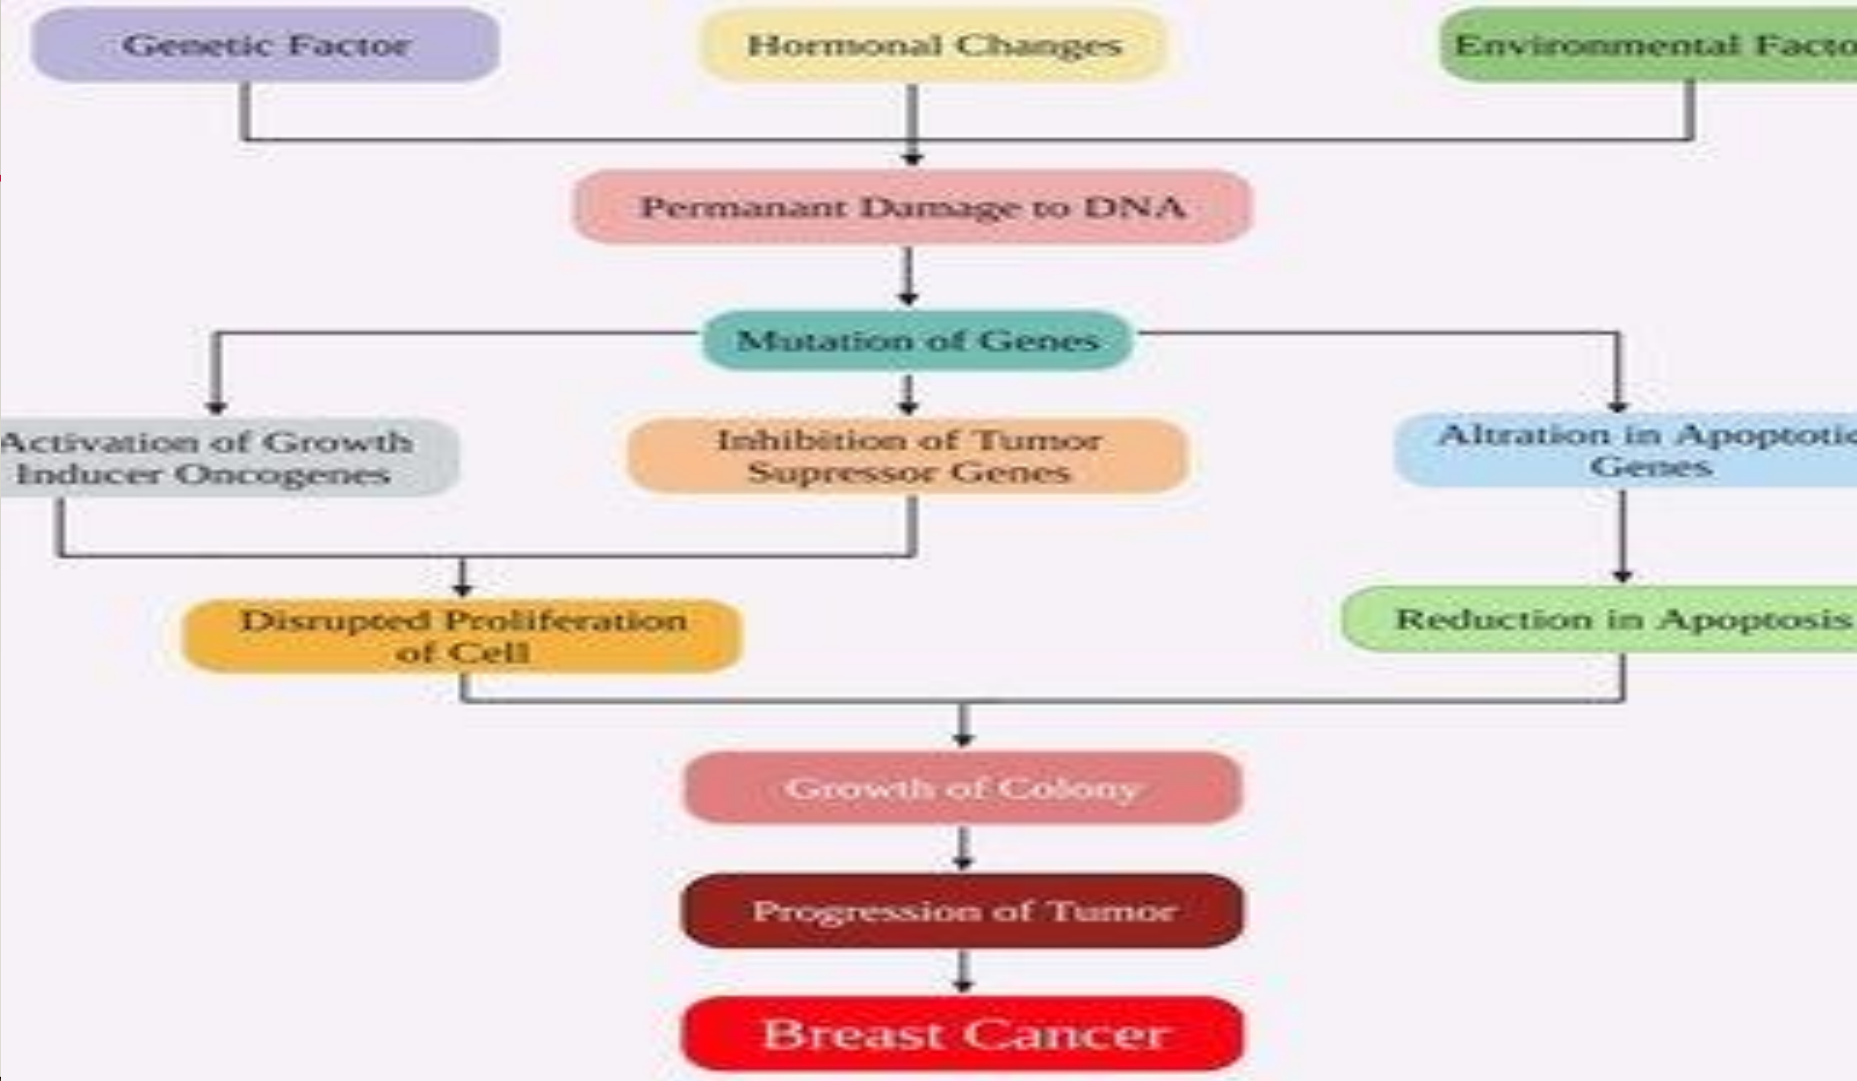 Genetic Factor
Hormonal Changes
Environmental Facto
Permanant Damage to DNA
Mutation of Genes
Activation of Growth
Inducer Oncogenes
Inhibition of Tumor
Supressor Genes
Altration in Apoptotic
Genes
Disrupted Proliferation
of Cell
Reduction in Apoptosis
Growth of Colony
Progression of Tumor
Breast Cancer